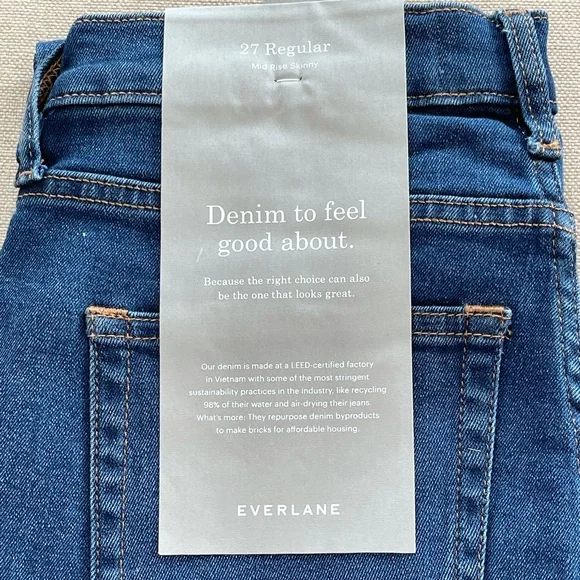 27 Regular
Mid Rise Skinny
Denim to feel
good about.
Because the right choice can also
be the one that looks great.
Our denim is made at a LEED-certified factory
in Vietnam with some of the most stringent
sustainability practices in the industry, like recycling
98% of their water and air-drying their jeans.
What's more: They repurpose denim byproducts
to make bricks for affordable housing.
EVERLANE